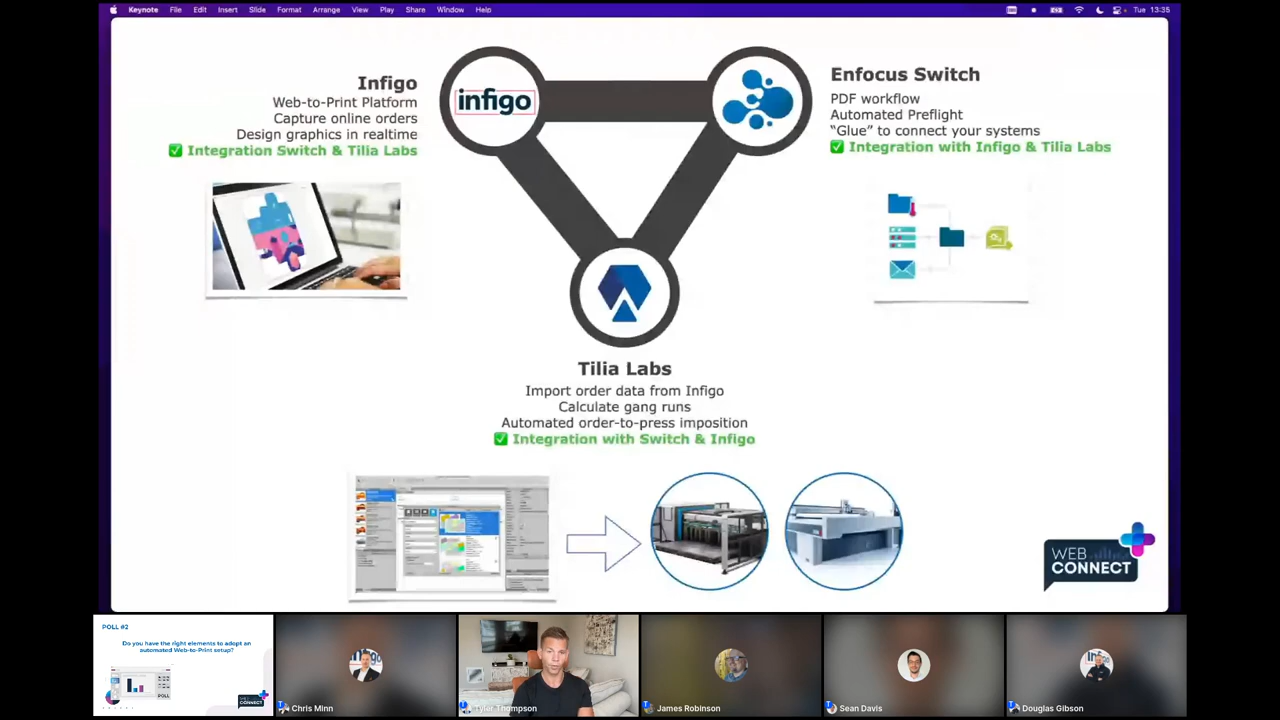 Keynote File Edit Insert Slide Format Arrange View Play Share Window Help Tue 13:35
Infigo
Web-to-Print Platform
Capture online orders
Design graphics in realtime
✅ Integration Switch & Tilia Labs
infigo
Enfocus Switch
PDF workflow
Automated Preflight
“Glue” to connect your systems
✅ Integration with Infigo & Tilia Labs
Tilia Labs
Import order data from Infigo
Calculate gang runs
Automated order-to-press imposition
✅ Integration with Switch & Infigo
WEB
CONNECT
POLL #2
Do you have the right elements to adopt an
automated Web-to-Print setup?
POLL
WEB
CONNECT
Chris Minn
Tyler Thompson
James Robinson
Sean Davis
Douglas Gibson